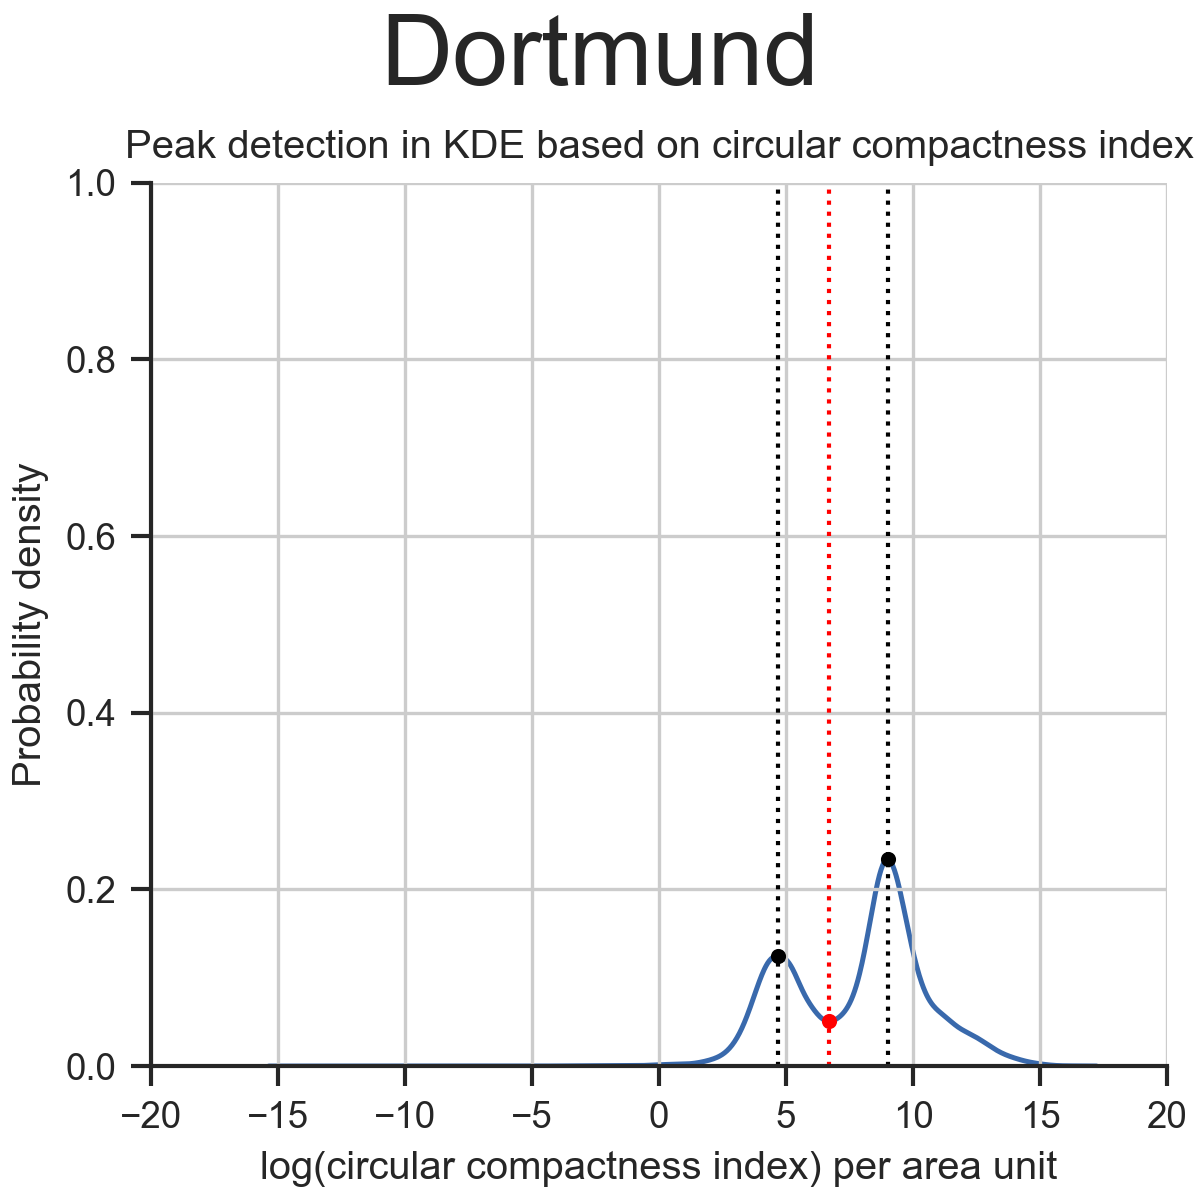 Dortmund
Peak detection in KDE based on circular compactness index
1.0
0.8
0.6
0.4
0.2
0.0
Probability density
−20 −15 −10 −5 0 5 10 15 20
log(circular compactness index) per area unit